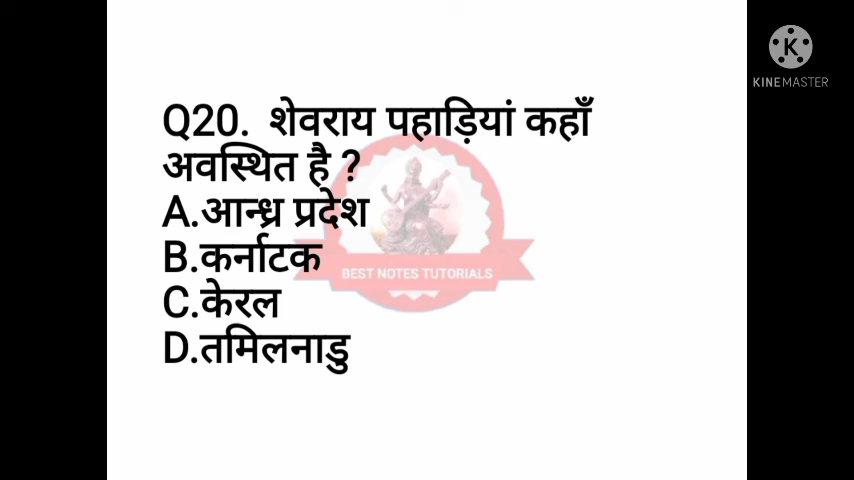 K
KINEMASTER
Q20. शेवराय पहाड़ियां कहाँ
अवस्थित है ?
A.आन्ध्र प्रदेश
B.कर्नाटक
BEST NOTES TUTORIALS
C.केरल
D.तमिलनाडु